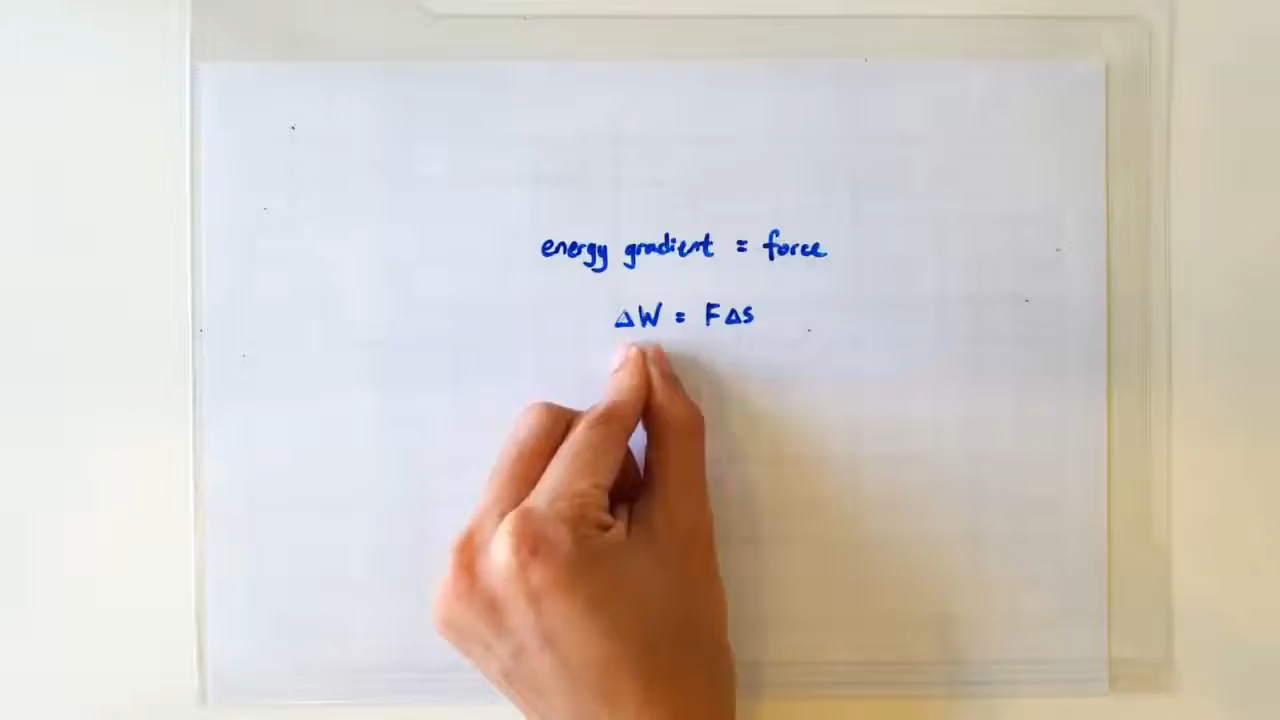 energy gradient = force
ΔW = FΔs